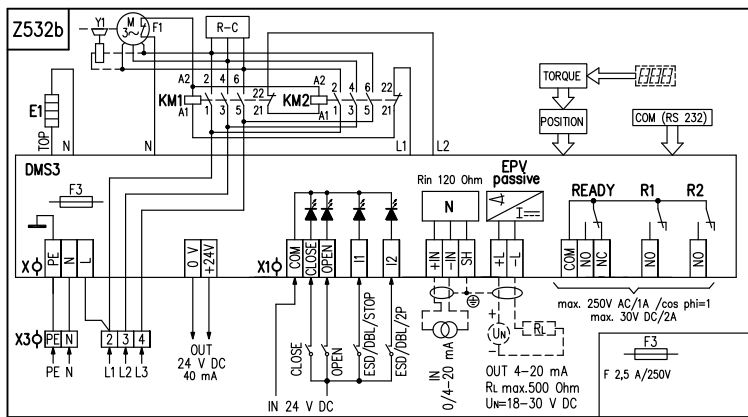 Z532b
Y1
M
3~
F1
R-C
E1
TOP
N
N
A2
2 4 6
KM1
A1
1 3 5
22
21
A2
2 4 6
KM2
A1
1 3 5
22
21
L1
L2
TORQUE
POSITION
COM (RS 232)
DMS3
F3
Rin 120 Ohm
N
EPV
passive
I
READY
R1
R2
X
PE
N
L
0 V
+24V
X1
COM
CLOSE
OPEN
I1
I2
+IN
-IN
SH
+L
-L
COM
NO
NC
NO
NO
max. 250V AC/1A /cos phi=1
max. 30V DC/2A
X3
PE N
2 3 4
PE N
L1 L2 L3
OUT
24 V DC
40 mA
CLOSE
OPEN
ESD/DBL/STOP
ESD/DBL/2P
IN 24 V DC
IN
0/4-20 mA
+
UN
-
RL
OUT 4-20 mA
RL max.500 Ohm
UN=18-30 V DC
F3
F 2,5 A/250V